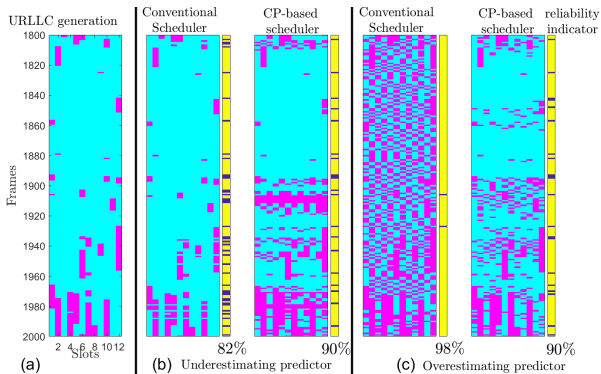 URLLC generation
Conventional
Scheduler
CP-based
scheduler
Conventional
Scheduler
CP-based
scheduler
reliability
indicator
1800
1820
1840
1860
1880
1900
1920
1940
1960
1980
2000
Frames
2 4 6 8 10 12
Slots
82%
90%
98%
90%
(a)
(b) Underestimating predictor
(c) Overestimating predictor